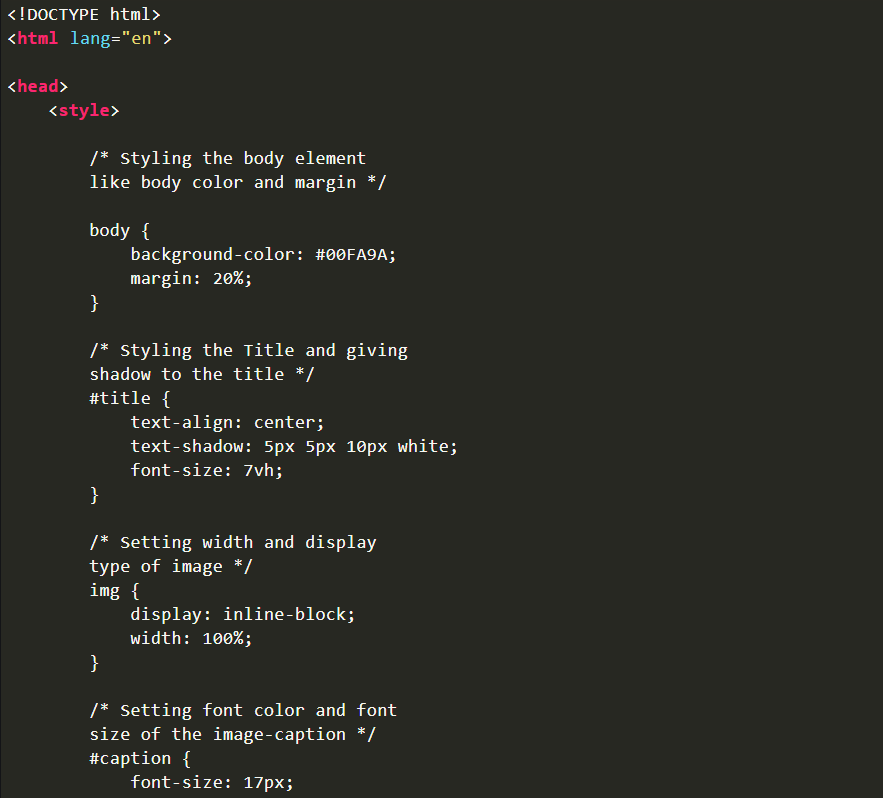 <!DOCTYPE html>
<html lang="en">
<head>
<style>
/* Styling the body element
like body color and margin */
body {
background-color: #00FA9A;
margin: 20%;
}
/* Styling the Title and giving
shadow to the title */
#title {
text-align: center;
text-shadow: 5px 5px 10px white;
font-size: 7vh;
}
/* Setting width and display
type of image */
img {
display: inline-block;
width: 100%;
}
/* Setting font color and font
size of the image-caption */
#caption {
font-size: 17px;